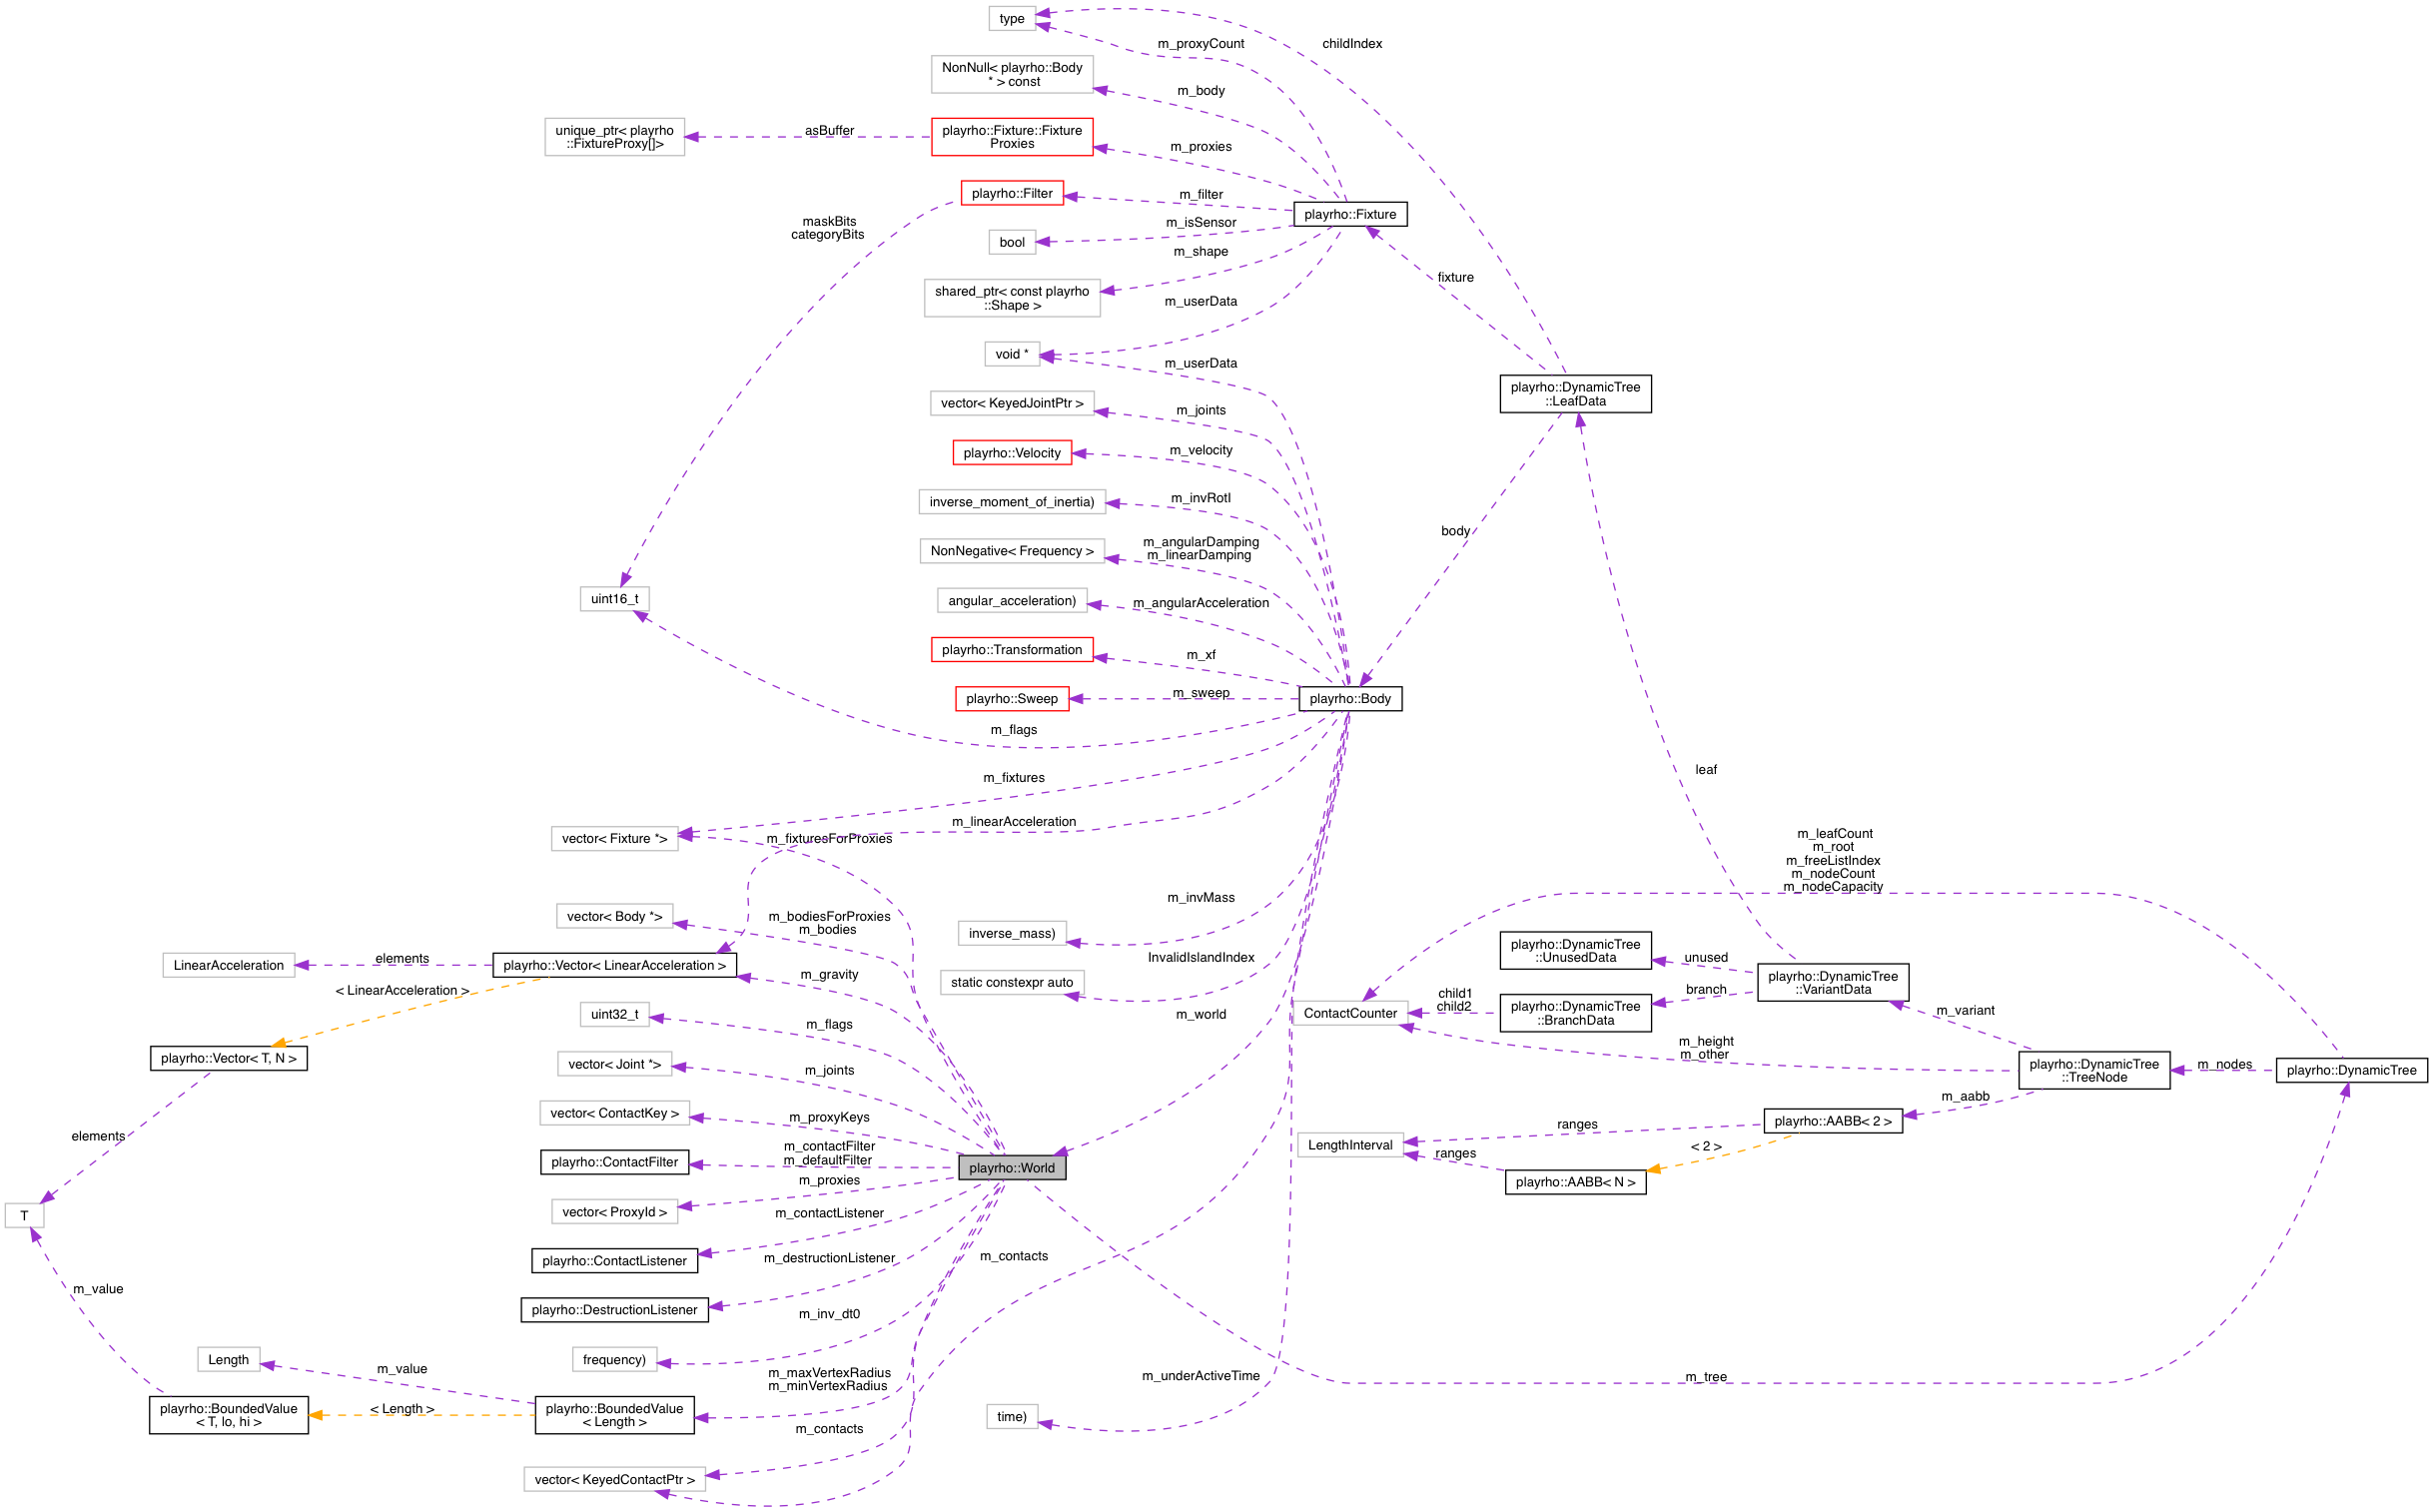 type
m_proxyCount
childIndex
NonNull< playrho::Body
* > const
m_body
unique_ptr< playrho
::FixtureProxy[]>
asBuffer
playrho::Fixture::Fixture
Proxies
m_proxies
playrho::Filter
m_filter
playrho::Fixture
maskBits
categoryBits
bool
m_isSensor
m_shape
shared_ptr< const playrho
::Shape >
fixture
m_userData
void *
m_userData
playrho::DynamicTree
::LeafData
vector< KeyedJointPtr >
m_joints
playrho::Velocity
m_velocity
inverse_moment_of_inertia)
m_invRotI
body
NonNegative< Frequency >
m_angularDamping
m_linearDamping
uint16_t
angular_acceleration)
m_angularAcceleration
playrho::Transformation
m_xf
playrho::Sweep
m_sweep
playrho::Body
m_flags
m_fixtures
leaf
m_linearAcceleration
vector< Fixture *>
m_fixturesForProxies
m_leafCount
m_root
m_freeListIndex
m_nodeCount
m_nodeCapacity
m_invMass
vector< Body *>
m_bodiesForProxies
m_bodies
inverse_mass)
playrho::DynamicTree
::UnusedData
unused
InvalidIslandIndex
LinearAcceleration
elements
playrho::Vector< LinearAcceleration >
m_gravity
static constexpr auto
playrho::DynamicTree
::VariantData
< LinearAcceleration >
branch
child1
child2
playrho::DynamicTree
::BranchData
ContactCounter
m_variant
uint32_t
m_flags
m_world
playrho::Vector< T, N >
vector< Joint *>
m_joints
m_height
m_other
playrho::DynamicTree
::TreeNode
m_nodes
playrho::DynamicTree
m_aabb
vector< ContactKey >
m_proxyKeys
playrho::AABB< 2 >
ranges
elements
LengthInterval
< 2 >
ranges
m_contactFilter
m_defaultFilter
playrho::ContactFilter
playrho::World
m_proxies
playrho::AABB< N >
vector< ProxyId >
m_contactListener
T
playrho::ContactListener
m_destructionListener
m_contacts
m_value
playrho::DestructionListener
m_inv_dt0
Length
m_value
frequency)
m_maxVertexRadius
m_minVertexRadius
m_underActiveTime
m_tree
playrho::BoundedValue
< T, lo, hi >
< Length >
playrho::BoundedValue
< Length >
time)
m_contacts
vector< KeyedContactPtr >